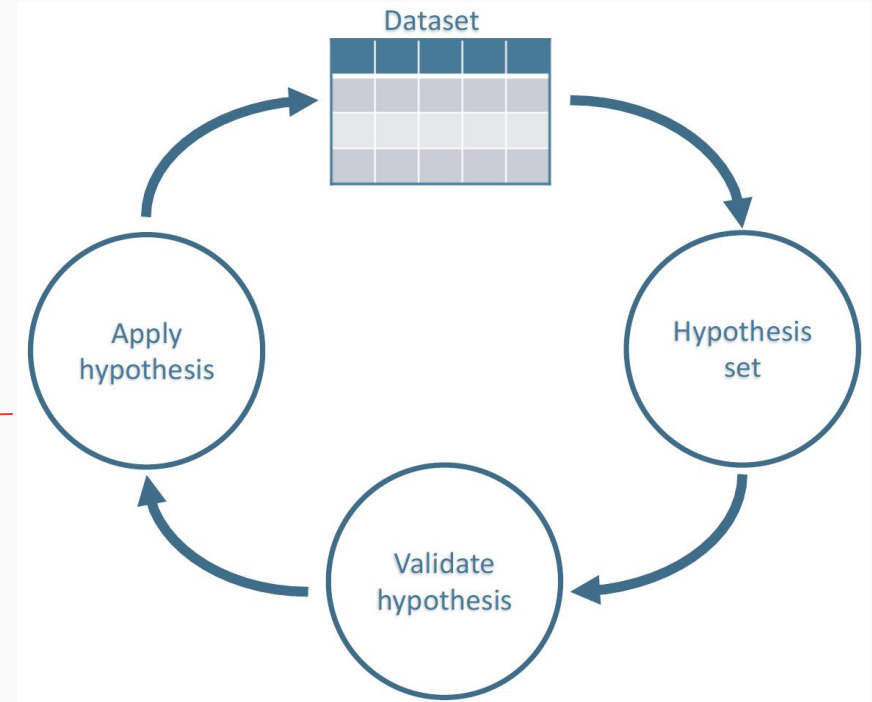 Dataset
Hypothesis
set
Validate
hypothesis
Apply
hypothesis